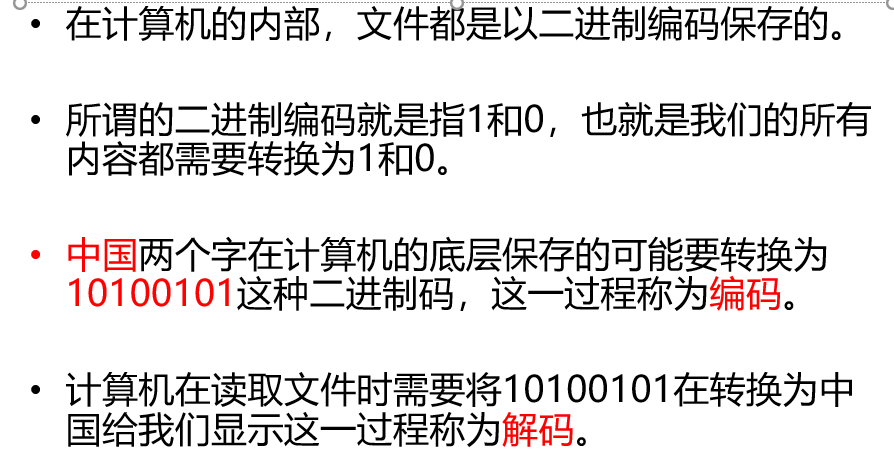 • 在计算机的内部，文件都是以二进制编码保存的。
• 所谓的二进制编码就是指1和0，也就是我们的所有
内容都需要转换为1和0。
• 中国两个字在计算机的底层保存的可能要转换为
10100101这种二进制码，这一过程称为编码。
• 计算机在读取文件时需要将10100101在转换为中
国给我们显示这一过程称为解码。